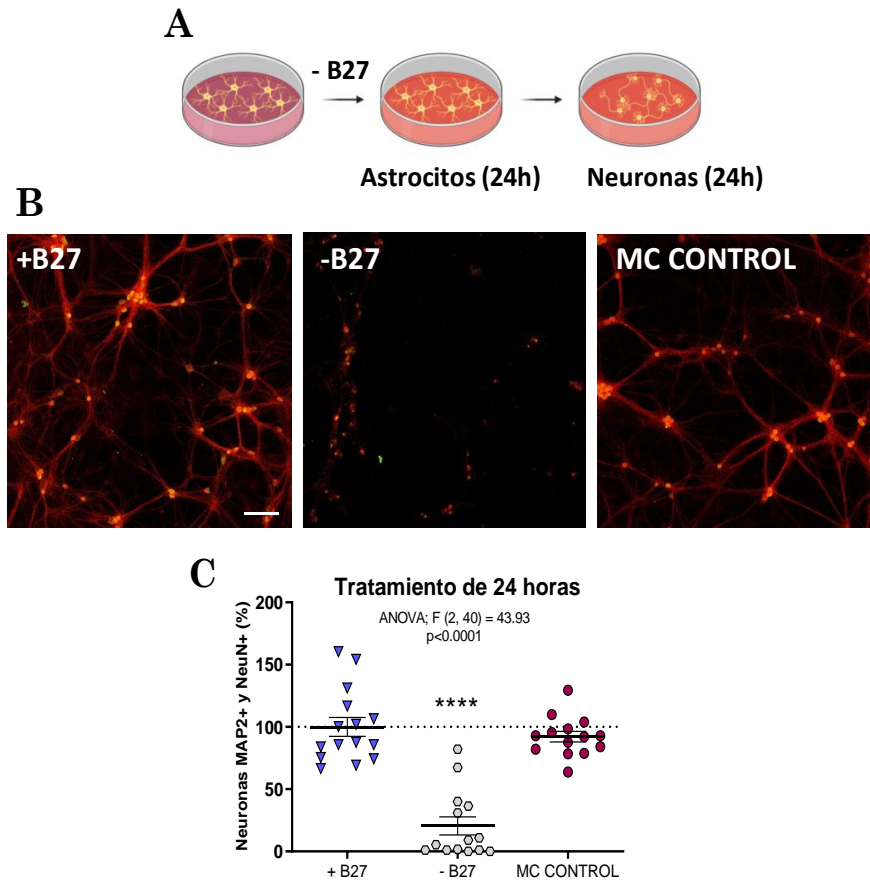 A
- B27
Astrocitos (24h)
Neuronas (24h)
B
+B27
-B27
MC CONTROL
C
Tratamiento de 24 horas
ANOVA; F (2, 40) = 43.93
p<0.0001
Neuronas MAP2+ y NeuN+ (%)
200
150
100
50
0
****
+ B27
- B27
MC CONTROL